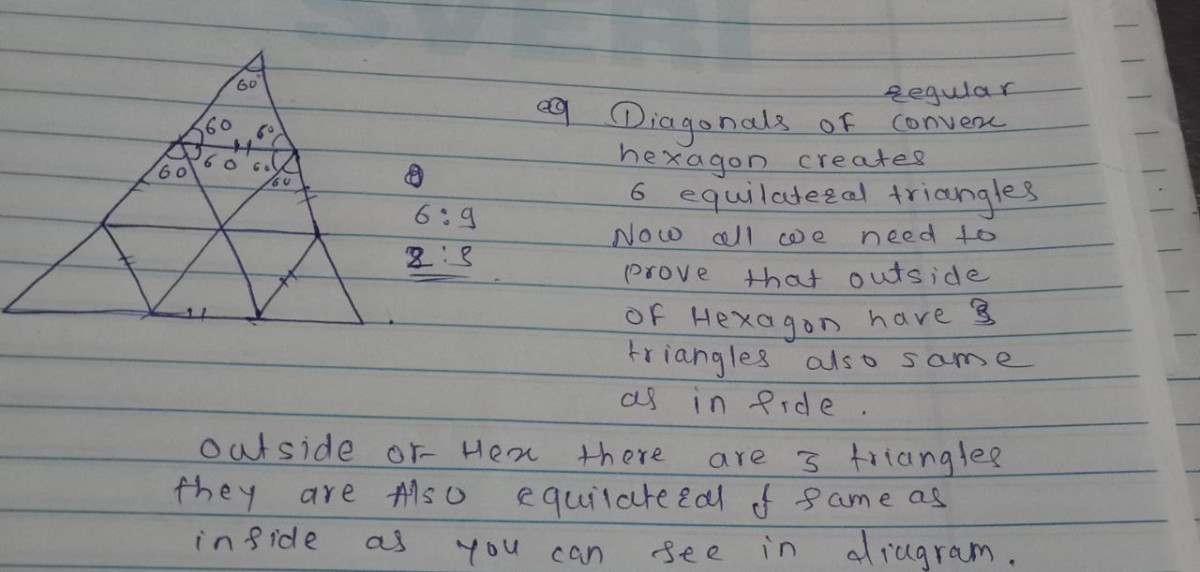 60°
60 60
60 60 60 60
6:9
2:3
Diagonals of regular convex
hexagon creates
6 equilateral triangles
Now all we need to
prove that outside
of Hexagon have 3
triangles also same
as in side.
outside of Hex there are 3 triangles
they are Also equilateral & same as
inside as you can see in diagram.